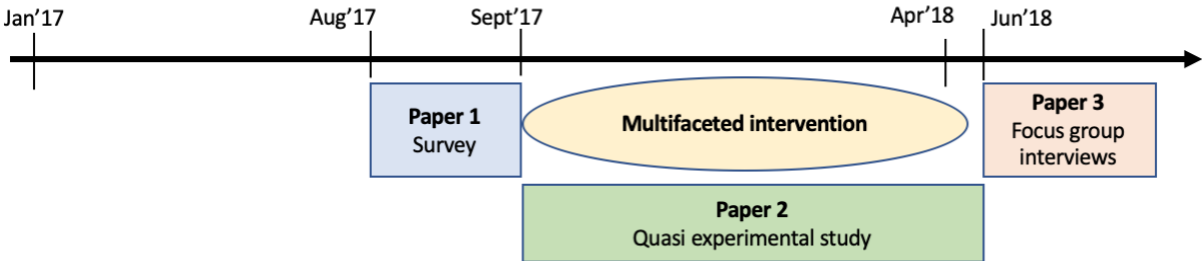 Jan’17
Aug’17
Sept’17
Apr’18
Jun’18
Paper 1
Survey
Multifaceted intervention
Paper 3
Focus group
interviews
Paper 2
Quasi experimental study